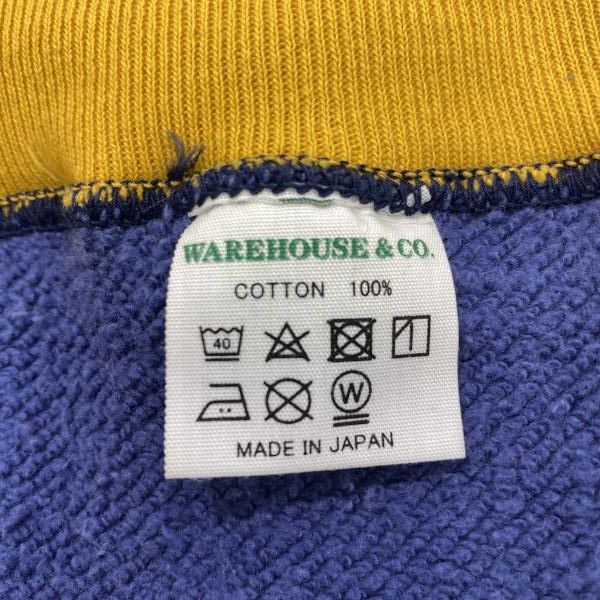 WAREHOUSE & CO.
COTTON 100%
40
W
MADE IN JAPAN